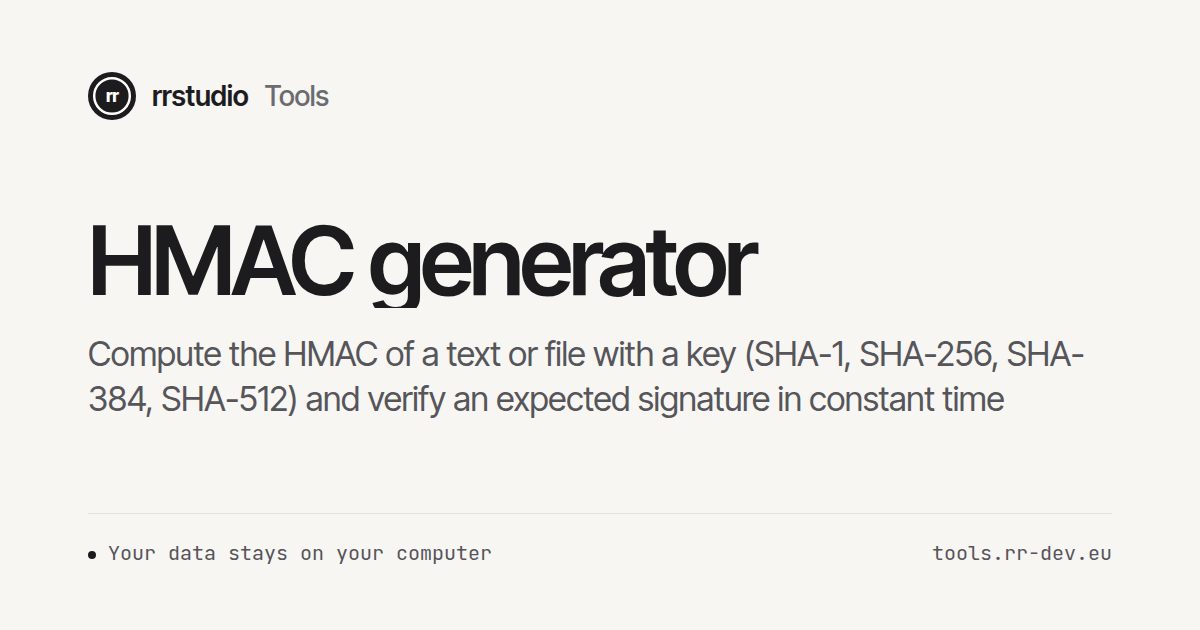 rr rrstudio Tools
HMAC generator
Compute the HMAC of a text or file with a key (SHA-1, SHA-256, SHA-
384, SHA-512) and verify an expected signature in constant time
Your data stays on your computer
tools.rr-dev.eu